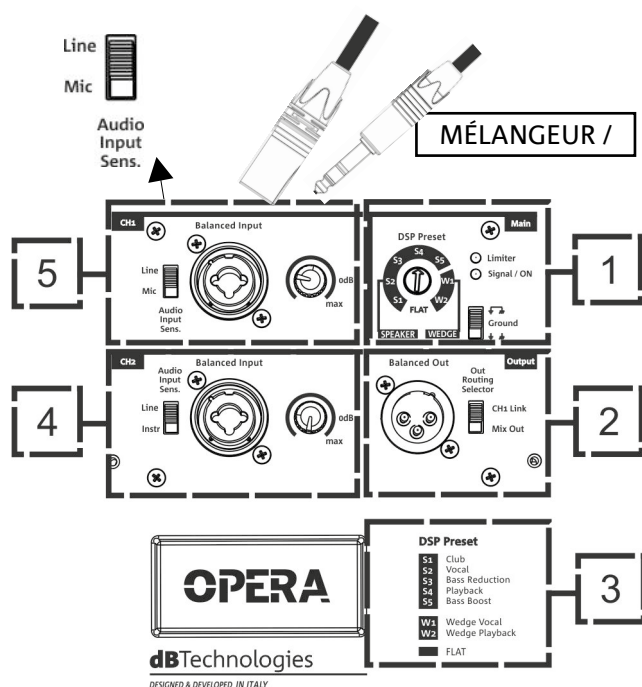 Line
Mic
Audio
Input
Sens.
MÉLANGEUR /
CH1
Balanced Input
Line
Mic
Audio
Input
Sens.
0dB
max
5
Main
DSP Preset
S1
S2
S3
S4
S5
W1
W2
FLAT
SPEAKER
WEDGE
Limiter
Signal / ON
Ground
1
CH2
Audio
Input
Sens.
Line
Instr
Balanced Input
0dB
max
4
Output
Balanced Out
Out
Routing
Selector
CH1 Link
Mix Out
2
OPERA
dBTechnologies
DESIGNED & DEVELOPED IN ITALY
DSP Preset
S1 Club
S2 Vocal
S3 Bass Reduction
S4 Playback
S5 Bass Boost
W1 Wedge Vocal
W2 Wedge Playback
FLAT
3